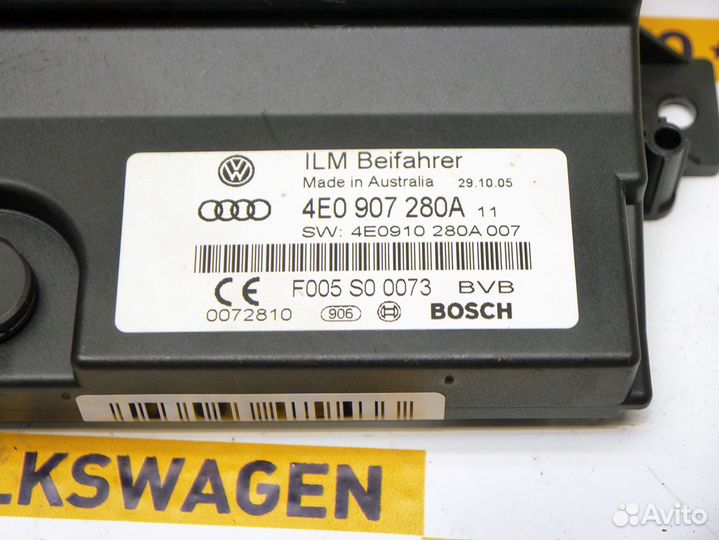 ILM Beifahrer
Made in Australia 29.10.05
4E0 907 280A 11
SW: 4E0910 280A 007
CE F005 S0 0073 BVB
0072810 906 BOSCH
LKSWAGEN
Avito